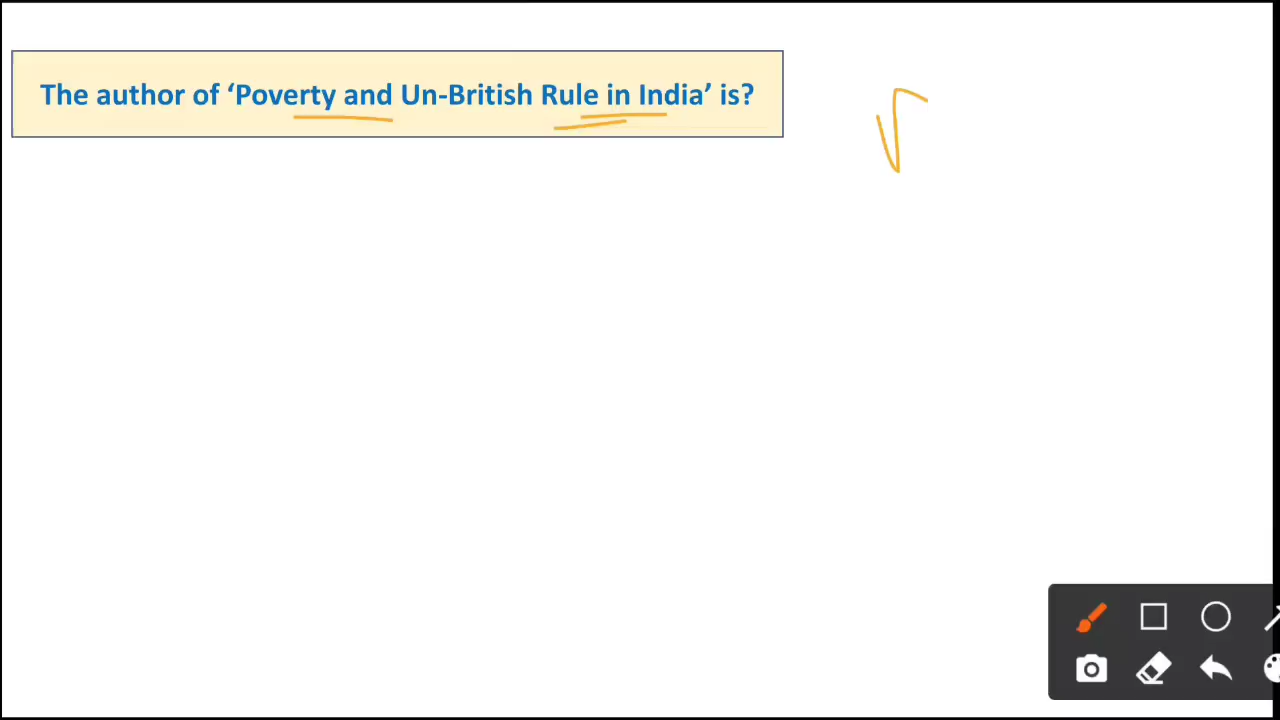 The author of ‘Poverty and Un-British Rule in India’ is?